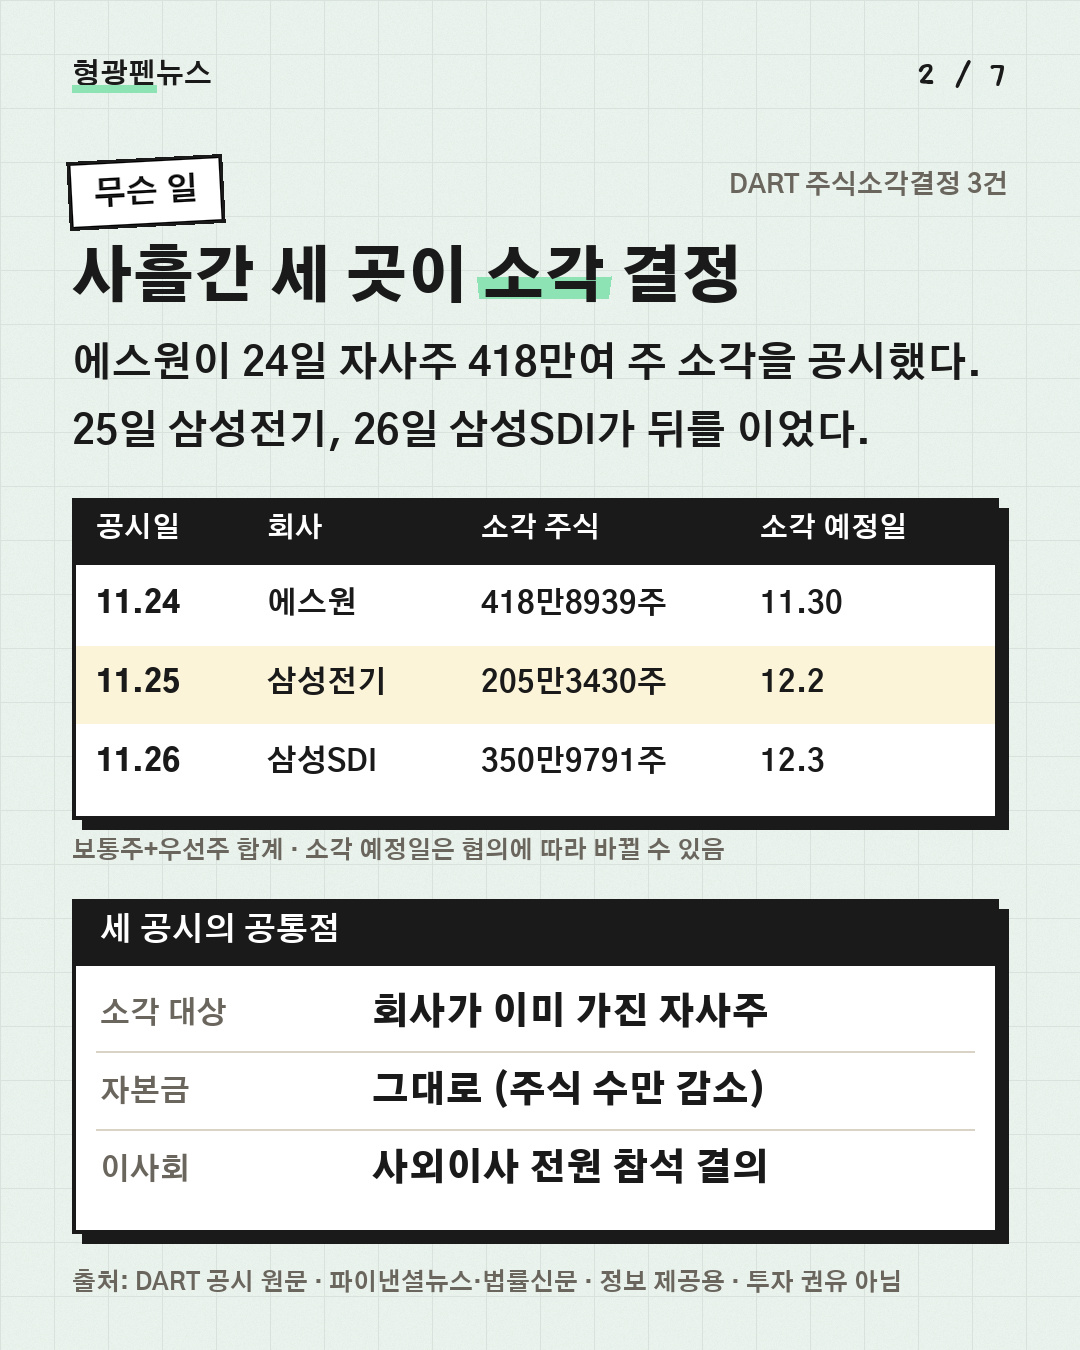 형광펜뉴스
2 / 7
무슨 일
DART 주식소각결정 3건
사흘간 세 곳이 소각 결정
에스원이 24일 자사주 418만여 주 소각을 공시했다.
25일 삼성전기, 26일 삼성SDI가 뒤를 이었다.
공시일 회사 소각 주식 소각 예정일
11.24 에스원 418만8939주 11.30
11.25 삼성전기 205만3430주 12.2
11.26 삼성SDI 350만9791주 12.3
보통주+우선주 합계 · 소각 예정일은 협의에 따라 바뀔 수 있음
세 공시의 공통점
소각 대상 회사가 이미 가진 자사주
자본금 그대로 (주식 수만 감소)
이사회 사외이사 전원 참석 결의
출처: DART 공시 원문 · 파이낸셜뉴스·법률신문 · 정보 제공용 · 투자 권유 아님